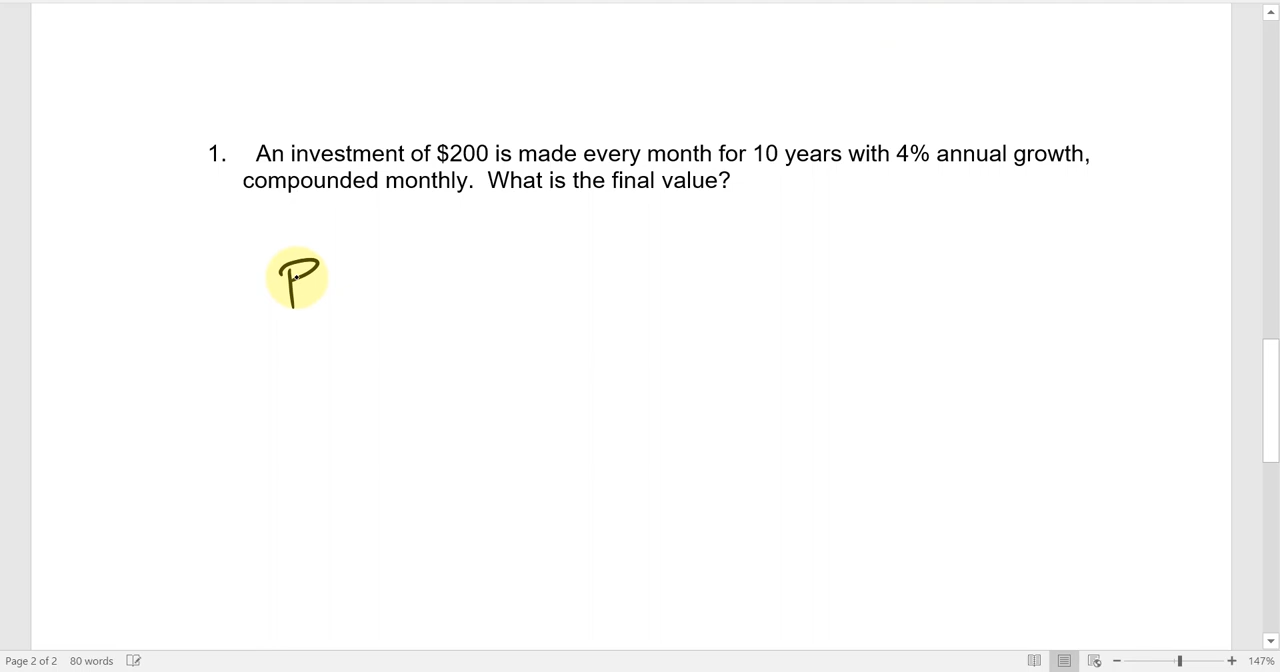 1. An investment of $200 is made every month for 10 years with 4% annual growth,
compounded monthly. What is the final value?
P
Page 2 of 2 80 words 147%